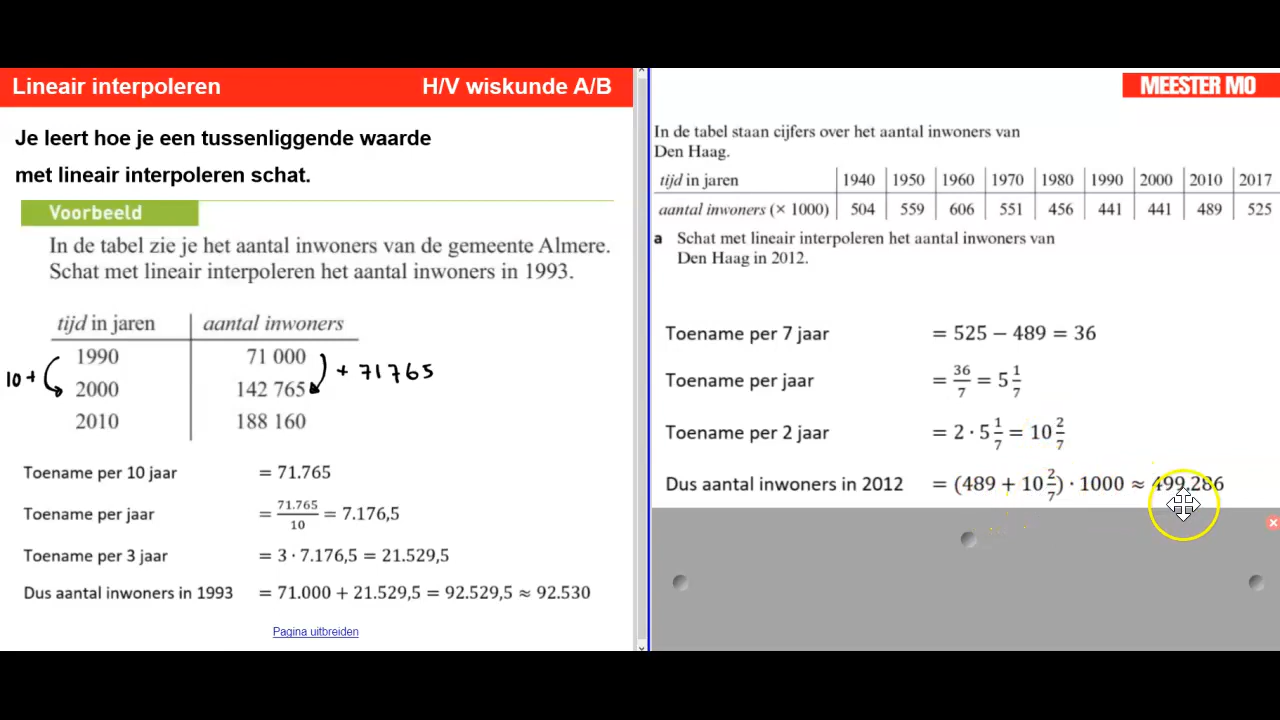 Lineair interpoleren H/V wiskunde A/B
Je leert hoe je een tussenliggende waarde
met lineair interpoleren schat.
Voorbeeld
In de tabel zie je het aantal inwoners van de gemeente Almere.
Schat met lineair interpoleren het aantal inwoners in 1993.
tijd in jaren aantal inwoners
1990 71 000
10+ + 71765
2000 142 765
2010 188 160
Toename per 10 jaar = 71.765
Toename per jaar = 71.765/10 = 7.176,5
Toename per 3 jaar = 3 · 7.176,5 = 21.529,5
Dus aantal inwoners in 1993 = 71.000 + 21.529,5 = 92.529,5 ≈ 92.530
Pagina uitbreiden
MEESTER MO
In de tabel staan cijfers over het aantal inwoners van
Den Haag.
tijd in jaren 1940 1950 1960 1970 1980 1990 2000 2010 2017
aantal inwoners (× 1000) 504 559 606 551 456 441 441 489 525
a Schat met lineair interpoleren het aantal inwoners van
Den Haag in 2012.
Toename per 7 jaar = 525 − 489 = 36
Toename per jaar = 36/7 = 5 1/7
Toename per 2 jaar = 2 · 5 1/7 = 10 2/7
Dus aantal inwoners in 2012 = (489 + 10 2/7) · 1000 ≈ 499.286